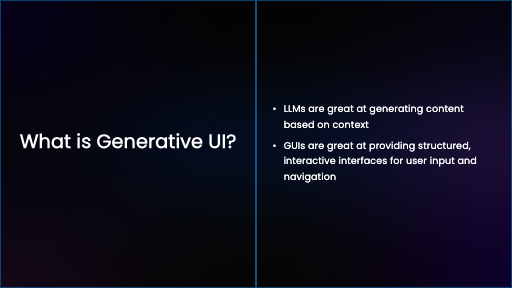 What is Generative UI?
• LLMs are great at generating content
based on context
• GUIs are great at providing structured,
interactive interfaces for user input and
navigation